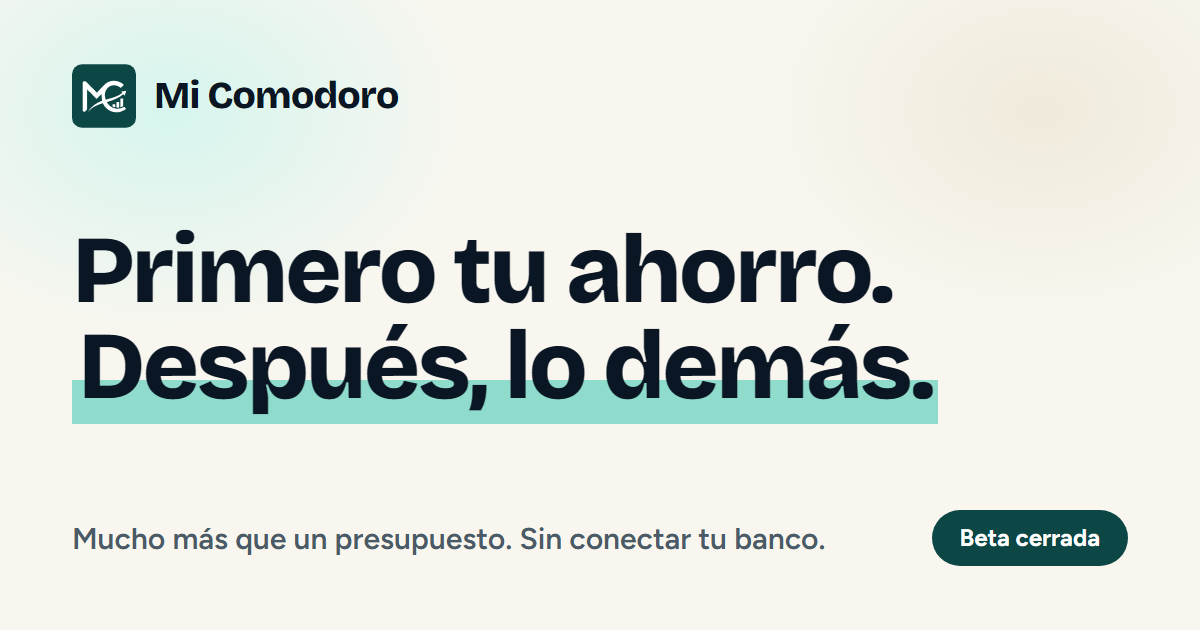 MC
Mi Comodoro
Primero tu ahorro.
Después, lo demás.
Mucho más que un presupuesto. Sin conectar tu banco.
Beta cerrada